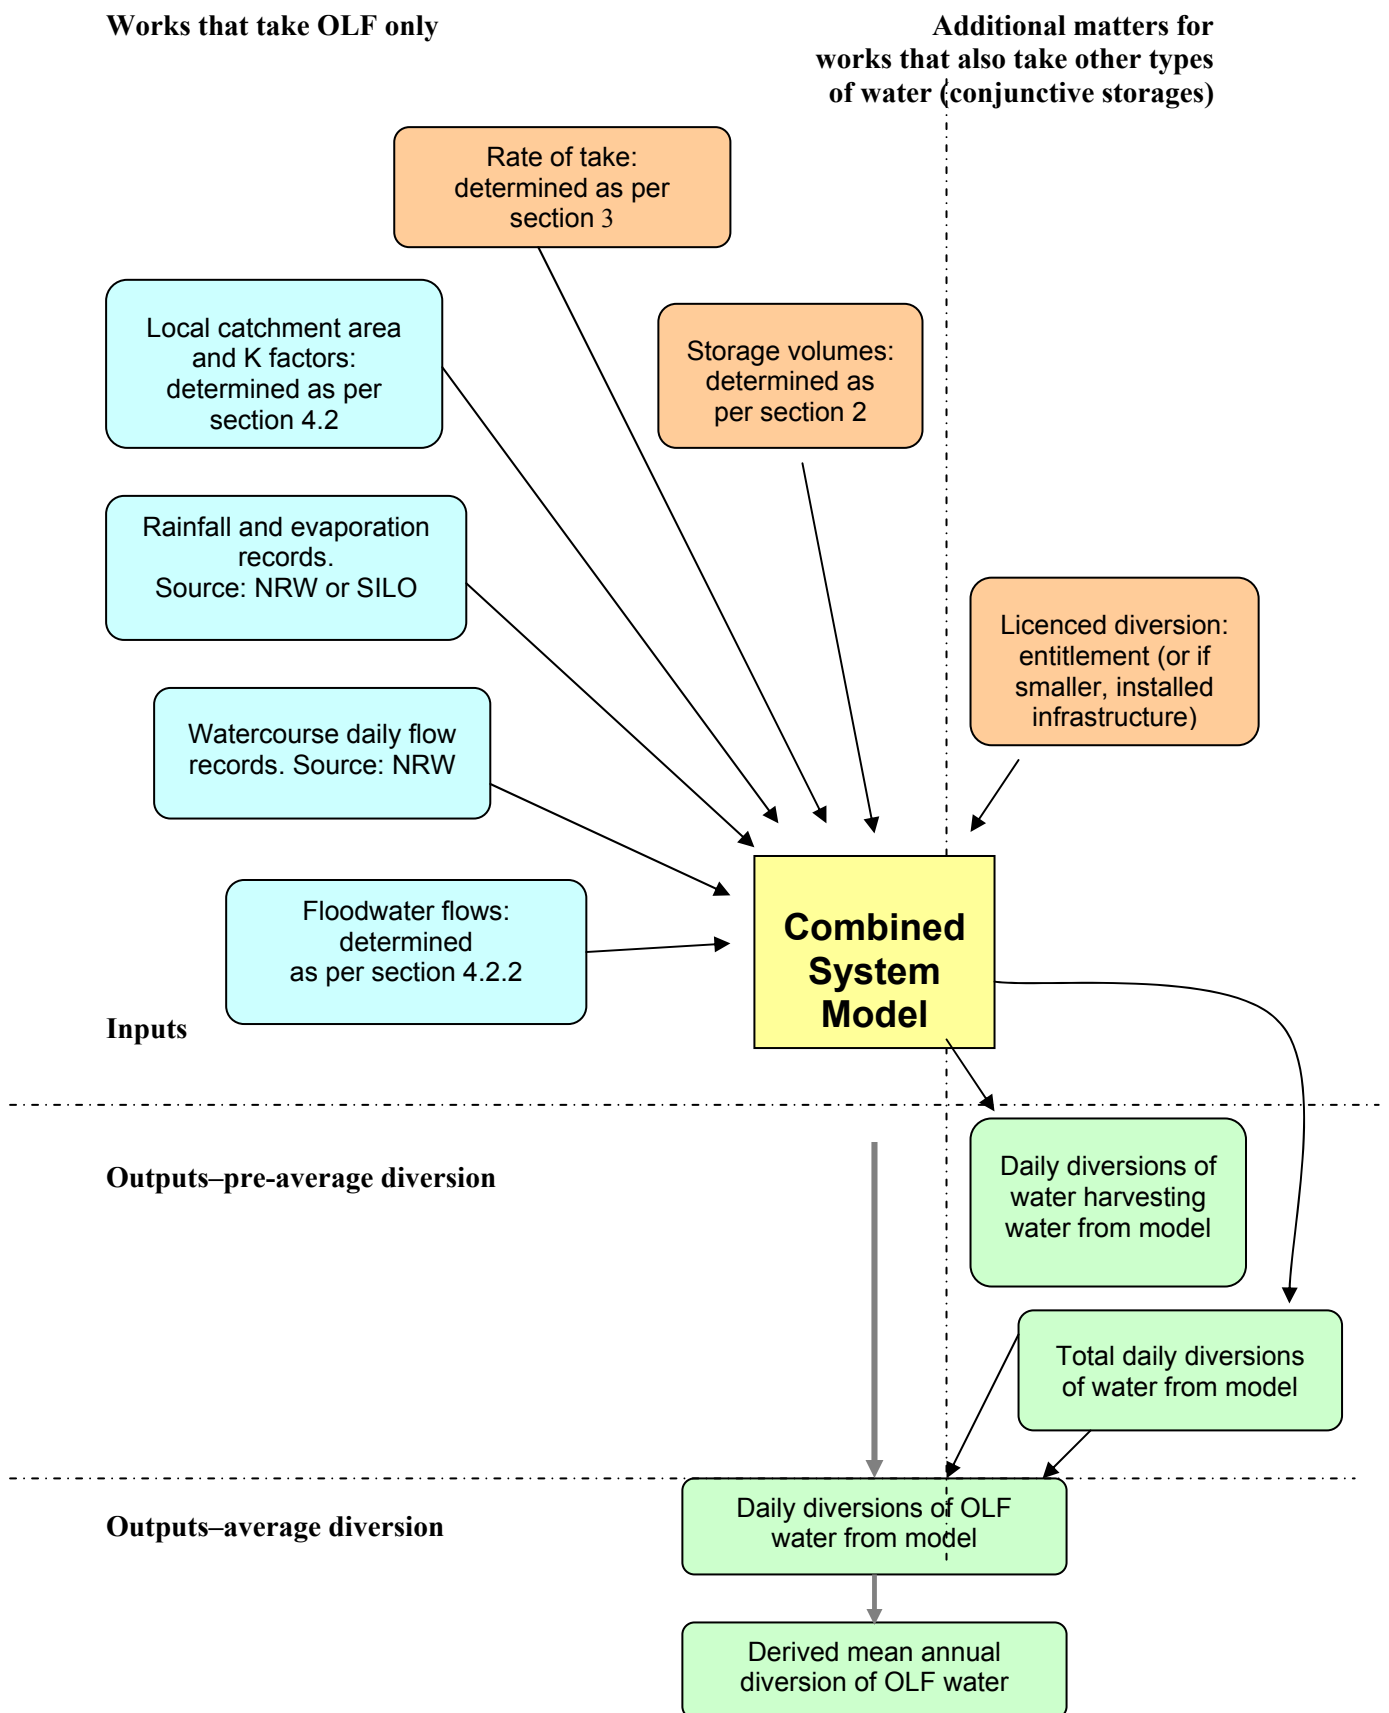 Works that take OLF only
Additional matters for
works that also take other types
of water (conjunctive storages)
Rate of take:
determined as per
section 3
Local catchment area
and K factors:
determined as per
section 4.2
Storage volumes:
determined as
per section 2
Rainfall and evaporation
records.
Source: NRW or SILO
Licenced diversion:
entitlement (or if
smaller, installed
infrastructure)
Watercourse daily flow
records. Source: NRW
Floodwater flows:
determined
as per section 4.2.2
Combined
System
Model
Inputs
Outputs–pre-average diversion
Daily diversions of
water harvesting
water from model
Total daily diversions
of water from model
Outputs–average diversion
Daily diversions of OLF
water from model
Derived mean annual
diversion of OLF water